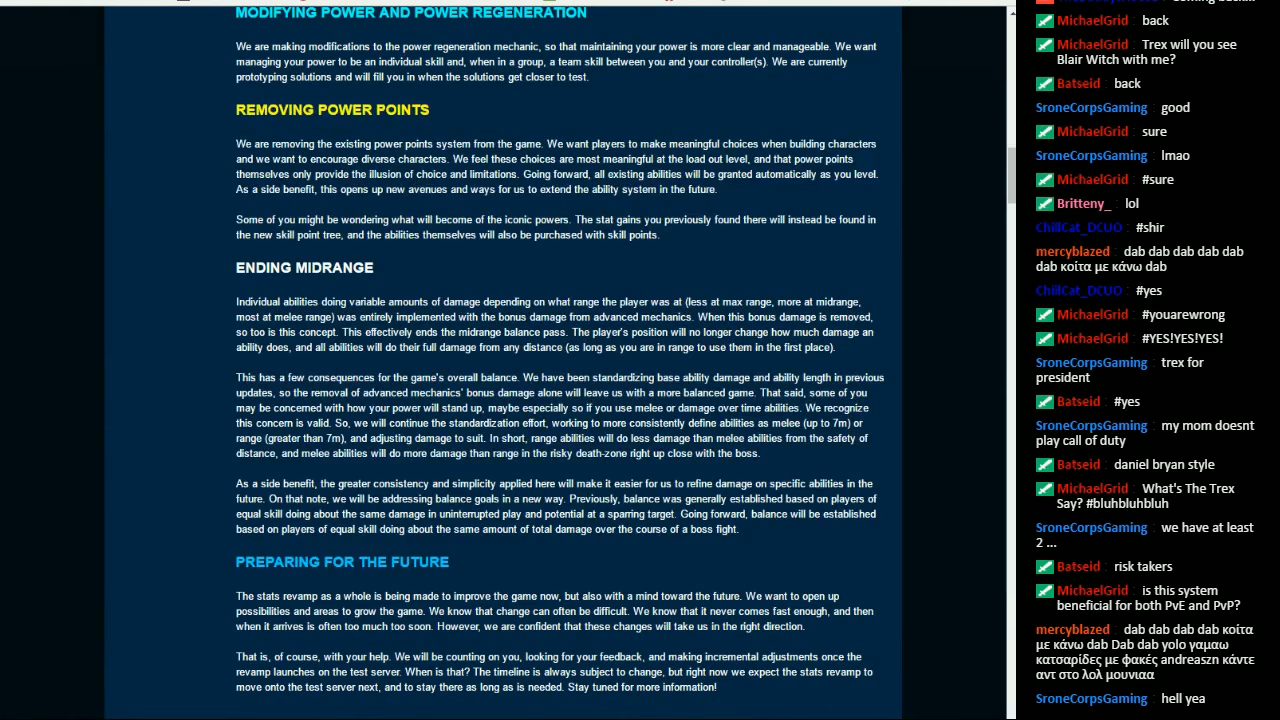 MODIFYING POWER AND POWER REGENERATION
We are making modifications to the power regeneration mechanic, so that maintaining your power is more clear and manageable. We want
managing your power to be an individual skill and, when in a group, a team skill between you and your controller(s). We are currently
prototyping solutions and will fill you in when the solutions get closer to test.
REMOVING POWER POINTS
We are removing the existing power points system from the game. We want players to make meaningful choices when building characters
and we want to encourage diverse characters. We feel these choices are most meaningful at the load out level, and that power points
themselves only provide the illusion of choice and limitations. Going forward, all existing abilities will be granted automatically as you level.
As a side benefit, this opens up new avenues and ways for us to extend the ability system in the future.
Some of you might be wondering what will become of the iconic powers. The stat gains you previously found there will instead be found in
the new skill point tree, and the abilities themselves will also be purchased with skill points.
ENDING MIDRANGE
Individual abilities doing variable amounts of damage depending on what range the player was at (less at max range, more at midrange,
most at melee range) was entirely implemented with the bonus damage from advanced mechanics. When this bonus damage is removed,
so too is this concept. This effectively ends the midrange balance pass. The player's position will no longer change how much damage an
ability does, and all abilities will do their full damage from any distance (as long as you are in range to use them in the first place).
This has a few consequences for the game's overall balance. We have been standardizing base ability damage and ability length in previous
updates, so the removal of advanced mechanics' bonus damage alone will leave us with a more balanced game. That said, some of you
may be concerned with how your power will stand up, maybe especially so if you use melee or damage over time abilities. We recognize
this concern is valid. So, we will continue the standardization effort, working to more consistently define abilities as melee (up to 7m) or
range (greater than 7m), and adjusting damage to suit. In short, range abilities will do less damage than melee abilities from the safety of
distance, and melee abilities will do more damage than range in the risky death-zone right up close with the boss.
As a side benefit, the greater consistency and simplicity applied here will make it easier for us to refine damage on specific abilities in the
future. On that note, we will be addressing balance goals in a new way. Previously, balance was generally established based on players of
equal skill doing about the same damage in uninterrupted play and potential at a sparring target. Going forward, balance will be established
based on players of equal skill doing about the same amount of total damage over the course of a boss fight.
PREPARING FOR THE FUTURE
The stats revamp as a whole is being made to improve the game now, but also with a mind toward the future. We want to open up
possibilities and areas to grow the game. We know that change can often be difficult. We know that it never comes fast enough, and then
when it arrives is often too much too soon. However, we are confident that these changes will take us in the right direction.
That is, of course, with your help. We will be counting on you, looking for your feedback, and making incremental adjustments once the
revamp launches on the test server. When is that? The timeline is always subject to change, but right now we expect the stats revamp to
move onto the test server next, and to stay there as long as is needed. Stay tuned for more information!
MichaelGrid : back
MichaelGrid : Trex will you see
Blair Witch with me?
Batseid : back
SroneCorpsGaming : good
MichaelGrid : sure
SroneCorpsGaming : lmao
MichaelGrid : #sure
Britteny_ : lol
ChillCat_DCUO : #shir
mercyblazed : dab dab dab dab dab
dab κοίτα με κάνω dab
ChillCat_DCUO : #yes
MichaelGrid : #youarewrong
MichaelGrid : #YES!YES!YES!
SroneCorpsGaming : trex for
president
Batseid : #yes
SroneCorpsGaming : my mom doesnt
play call of duty
Batseid : daniel bryan style
MichaelGrid : What's The Trex
Say? #bluhbluhbluh
SroneCorpsGaming : we have at least
2 ...
Batseid : risk takers
MichaelGrid : is this system
beneficial for both PvE and PvP?
mercyblazed : dab dab dab dab κοίτα
με κάνω dab Dab dab yolo γαμαω
κατσαρίδες με φακές andreaszn κάντε
αντ στο λολ μουνιαα
SroneCorpsGaming : hell yea